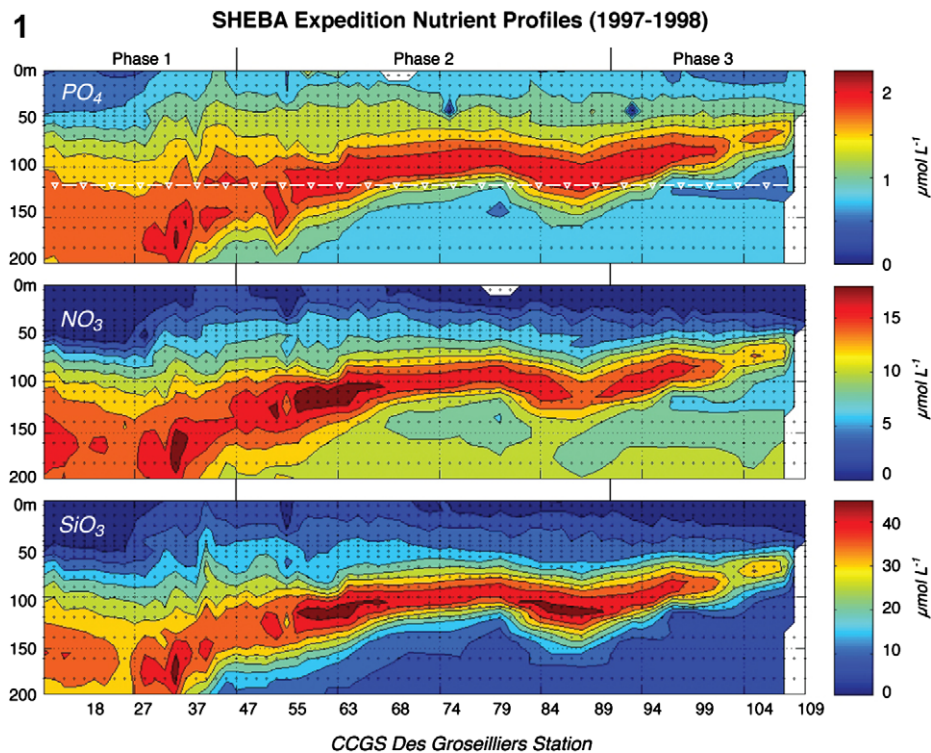 1
SHEBA Expedition Nutrient Profiles (1997-1998)
Phase 1 Phase 2 Phase 3
0m
50
100
150
200
PO4
2
1
0
μmol L-1
0m
50
100
150
200
NO3
15
10
5
0
μmol L-1
0m
50
100
150
200
SiO3
40
30
20
10
0
μmol L-1
18 27 37 47 55 63 68 74 79 84 89 94 99 104 109
CCGS Des Groseilliers Station